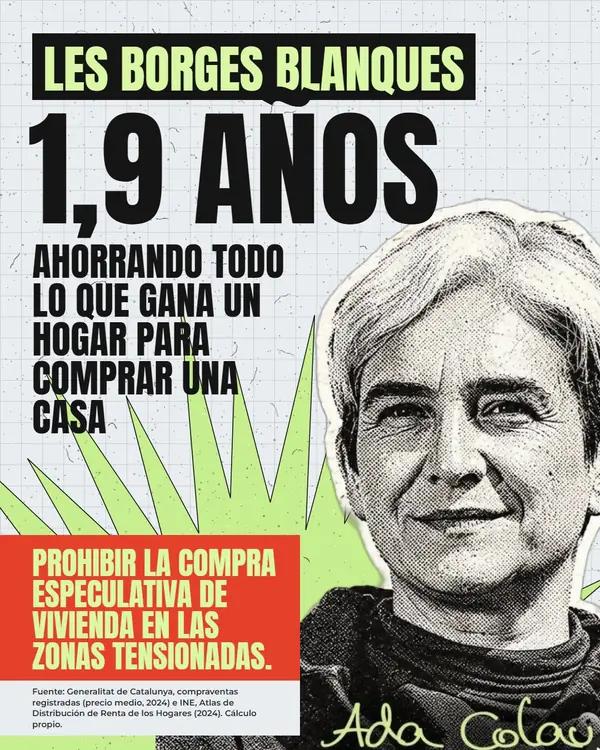 LES BORGES BLANQUES
1,9 AÑOS
AHORRANDO TODO
LO QUE GANA UN
HOGAR PARA
COMPRAR UNA
CASA
PROHIBIR LA COMPRA
ESPECULATIVA DE
VIVIENDA EN LAS
ZONAS TENSIONADAS.
Fuente: Generalitat de Catalunya, compraventas
registradas (precio medio, 2024) e INE, Atlas de
Distribución de Renta de los Hogares (2024). Cálculo
propio.
Ada Colau